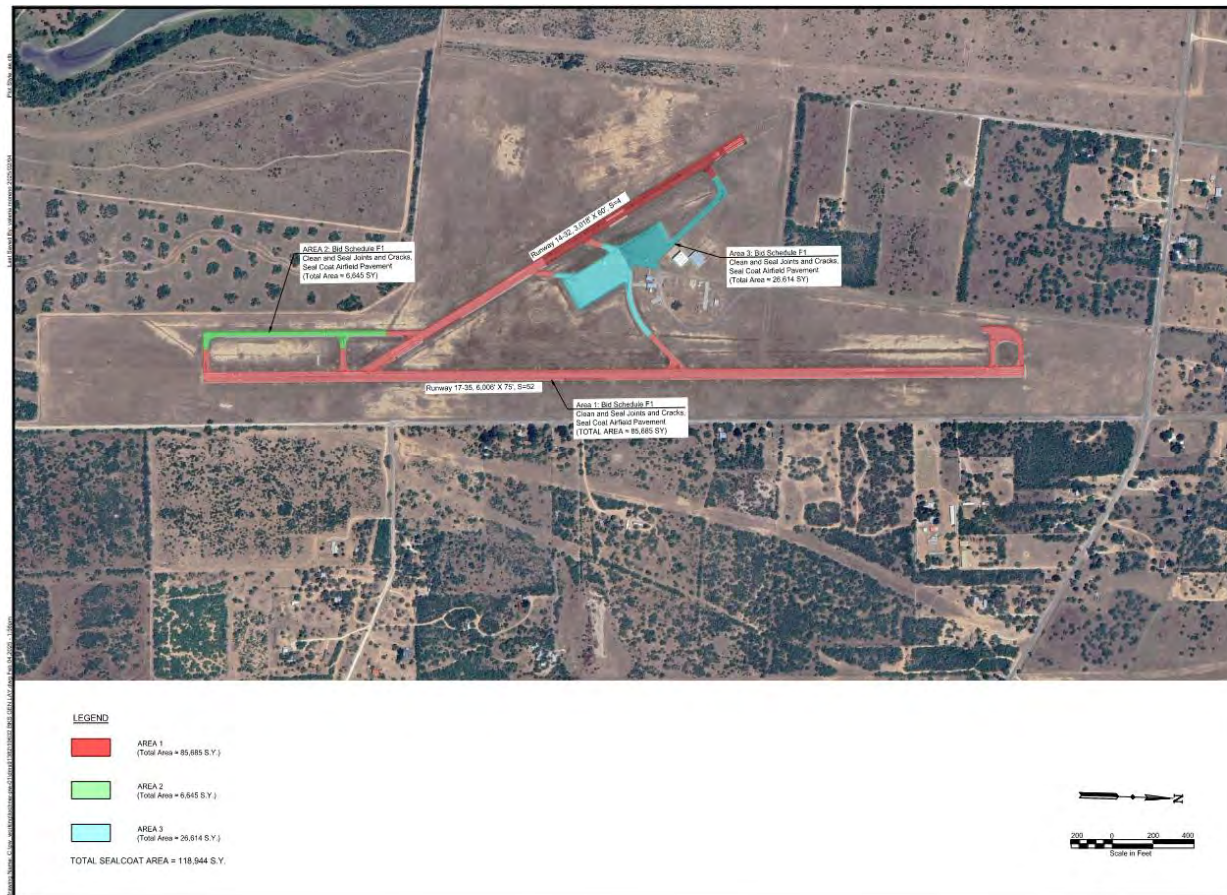 Runway 14-32, 3,018' X 60', S=4
AREA 2: Bid Schedule F1
Clean and Seal Joints and Cracks,
Seal Coat Airfield Pavement
(Total Area = 6,645 SY)
Area 3: Bid Schedule F1
Clean and Seal Joints and Cracks,
Seal Coat Airfield Pavement
(Total Area = 26,614 SY)
Runway 17-35, 6,006' X 75', S=52
Area 1: Bid Schedule F1
Clean and Seal Joints and Cracks,
Seal Coat Airfield Pavement
(TOTAL AREA = 85,685 SY)
LEGEND
AREA 1
(Total Area = 85,685 S.Y.)
AREA 2
(Total Area = 6,645 S.Y.)
AREA 3
(Total Area = 26,614 S.Y.)
TOTAL SEALCOAT AREA = 118,944 S.Y.
N
200 0 200 400
Scale in Feet